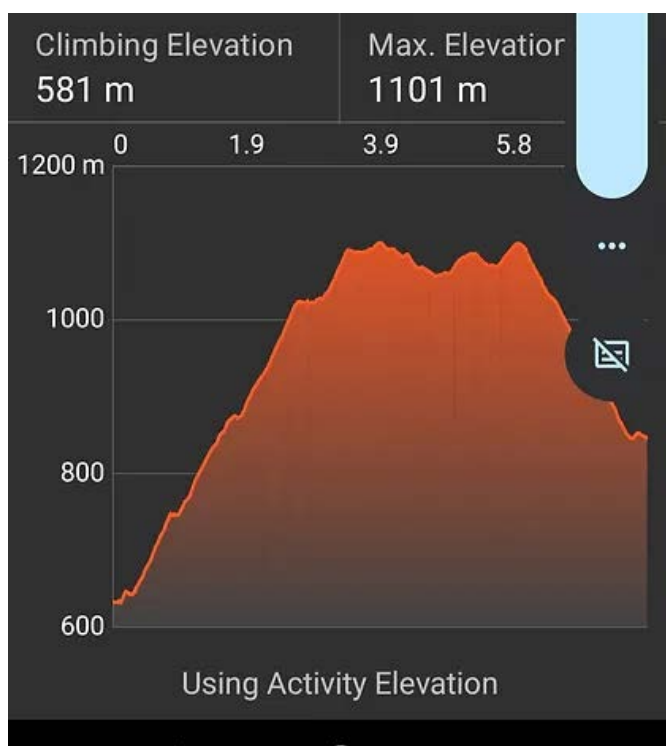 Climbing Elevation Max. Elevation
581 m 1101 m
0 1.9 3.9 5.8
1200 m
1000
800
600
Using Activity Elevation